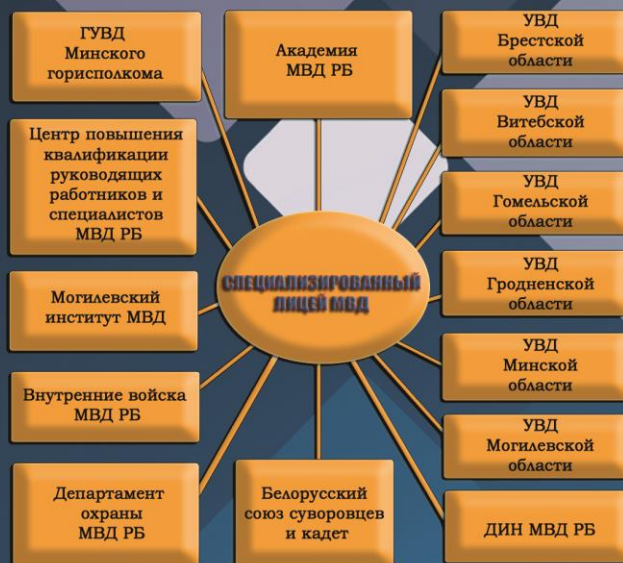 ГУВД
Минского
горисполкома
Академия
МВД РБ
УВД
Брестской
области
Центр повышения
квалификации
руководящих
работников и
специалистов
МВД РБ
УВД
Витебской
области
УВД
Гомельской
области
СПЕЦИАЛИЗИРОВАННЫЙ
ЛИЦЕЙ МВД
Могилевский
институт МВД
УВД
Гродненской
области
УВД
Минской
области
Внутренние войска
МВД РБ
УВД
Могилевской
области
Департамент
охраны
МВД РБ
Белорусский
союз суворовцев
и кадет
ДИН МВД РБ